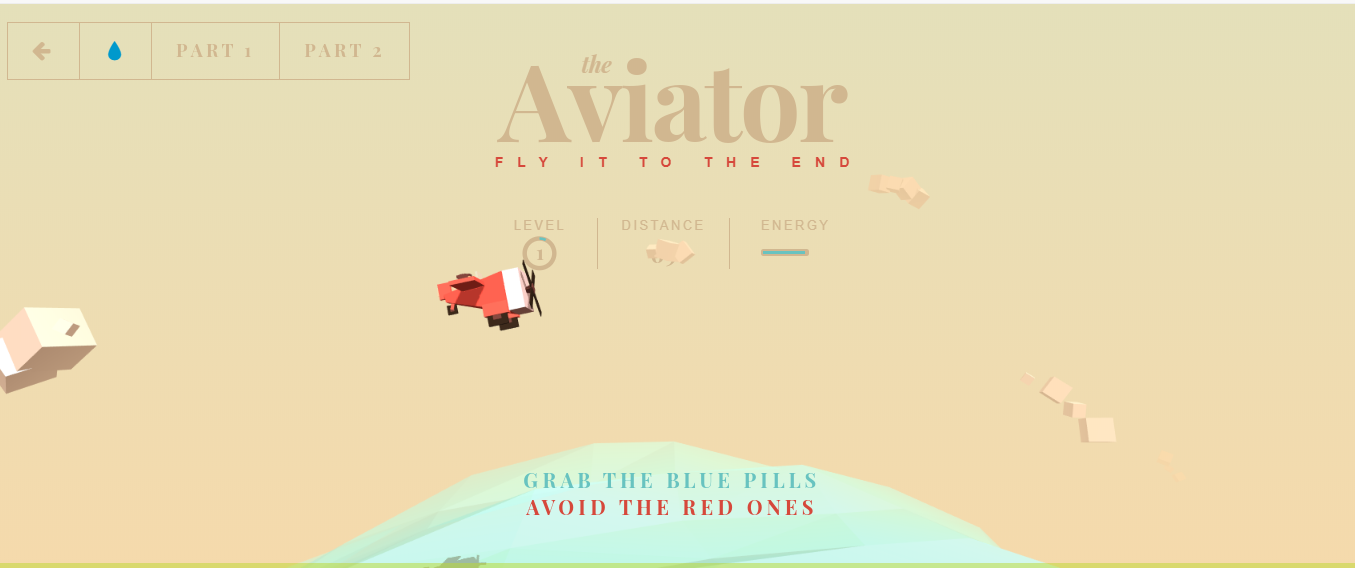 PART 1
PART 2
the
Aviator
FLY IT TO THE END
LEVEL
DISTANCE
ENERGY
1
GRAB THE BLUE PILLS
AVOID THE RED ONES